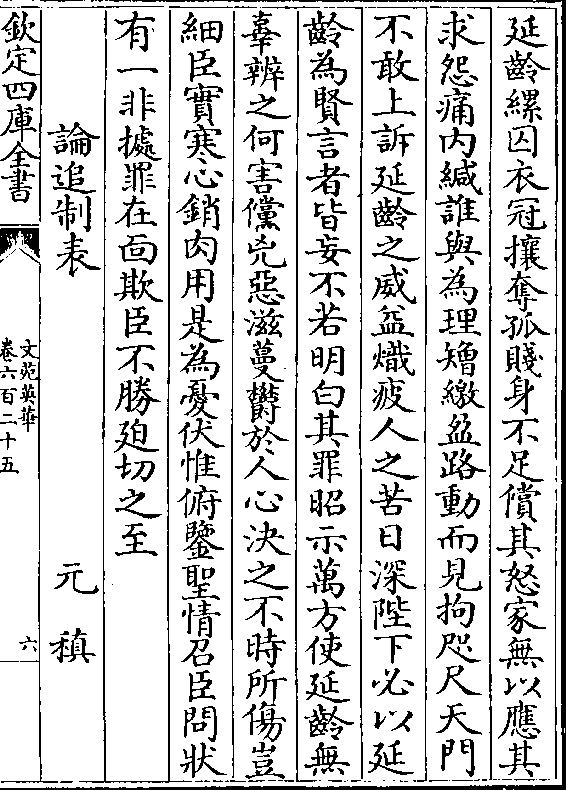 延齡縲囚衣冠攘奪孤賤身不足償其怒家無以應其
求怨痛内緘誰與為理矰繳盆路動而見拘咫尺天門
不敢上訴延齡之威盆熾疲人之苦日深陛下必以延
齡為賢言者皆妄不若明白其罪昭示萬方使延齡無
辜辨之何害儻兇惡滋蔓欝於人心決之不時所傷豈
細臣實寒心銷肉用是為憂伏惟俯鑒聖情召臣問狀
有一非據罪在面欺臣不勝廹切之至
論追制表 元稹
欽定四庫全書
文苑英華
卷六百二十五
六